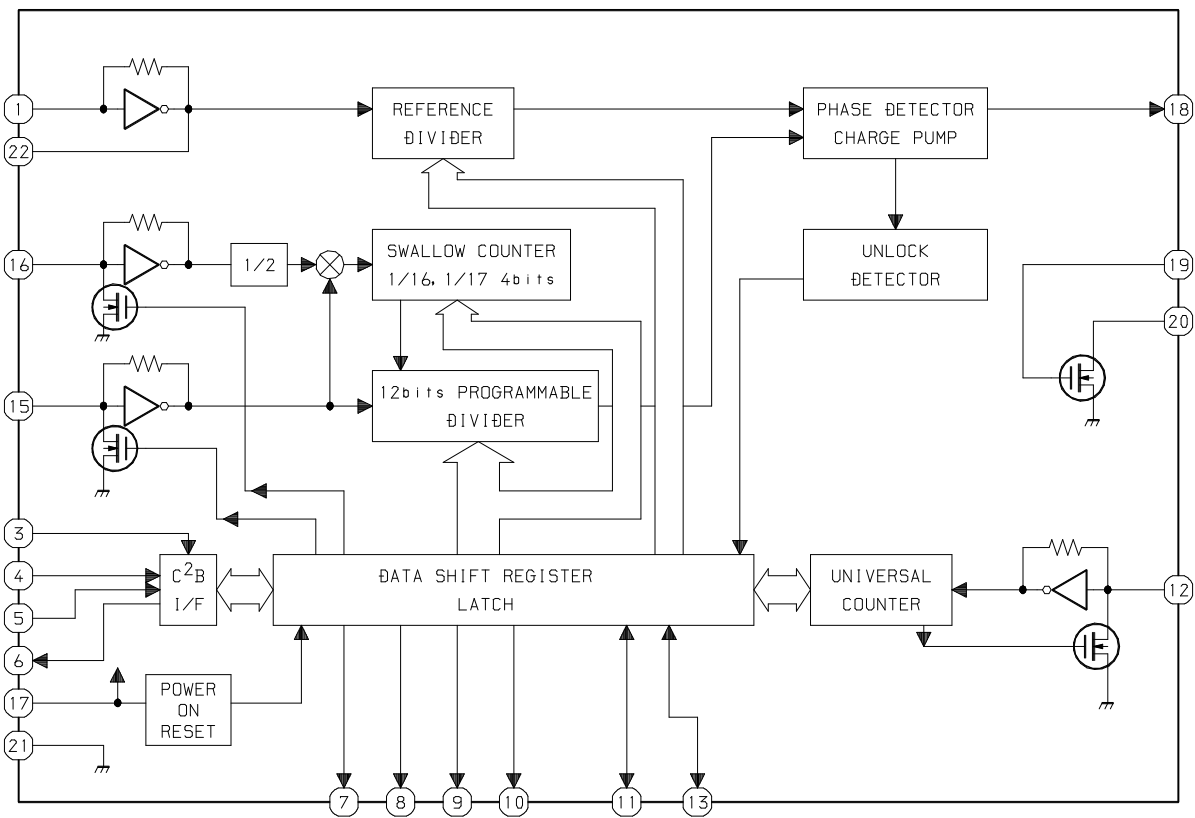 1
REFERENCE
DIVIDER
PHASE DETECTOR
CHARGE PUMP
18
22
16
1/2
SWALLOW COUNTER
1/16, 1/17 4bits
UNLOCK
DETECTOR
19
20
15
12bits PROGRAMMABLE
DIVIDER
3
4
5
6
C²B
I/F
DATA SHIFT REGISTER
LATCH
UNIVERSAL
COUNTER
12
17
POWER
ON
RESET
21
7
8
9
10
11
13